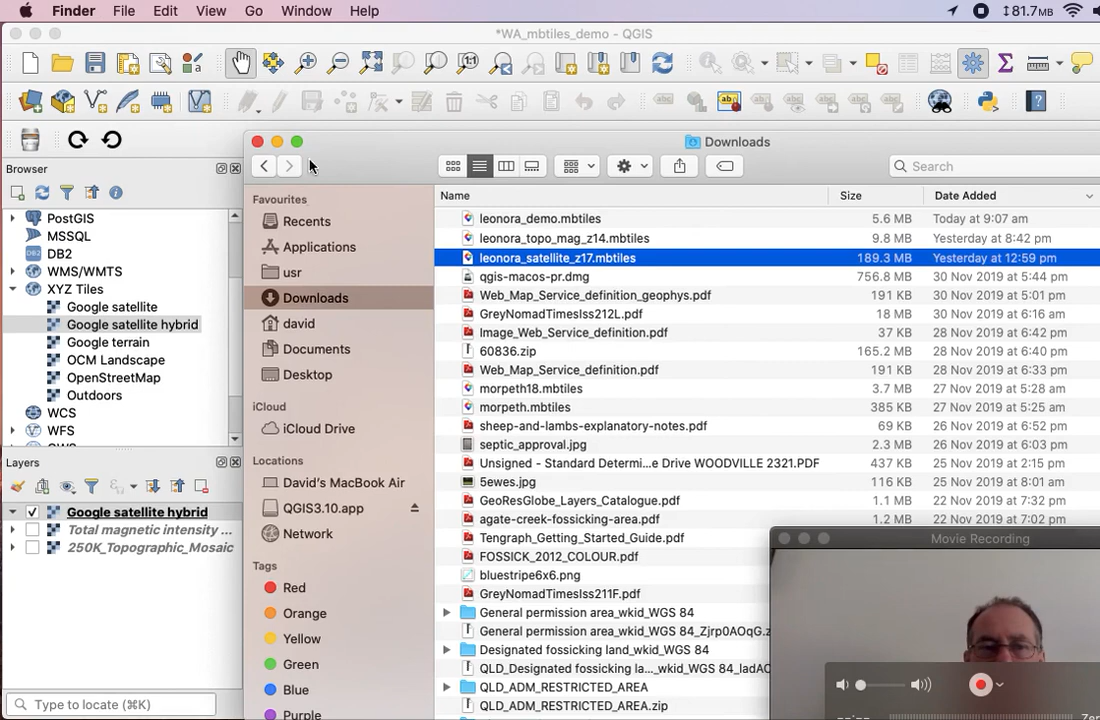 Finder File Edit View Go Window Help 81.7MB
*WA_mbtiles_demo - QGIS
Browser
PostGIS
MSSQL
DB2
WMS/WMTS
XYZ Tiles
Google satellite
Google satellite hybrid
Google terrain
OCM Landscape
OpenStreetMap
Outdoors
WCS
WFS
Layers
Google satellite hybrid
Total magnetic intensity ...
250K_Topographic_Mosaic
Type to locate (⌘K)
Downloads
Search
Favourites
Recents
Applications
usr
Downloads
david
Documents
Desktop
iCloud
iCloud Drive
Locations
David's MacBook Air
QGIS3.10.app
Network
Tags
Red
Orange
Yellow
Green
Blue
Purple
Name Size Date Added
leonora_demo.mbtiles 5.6 MB Today at 9:07 am
leonora_topo_mag_z14.mbtiles 9.8 MB Yesterday at 8:42 pm
leonora_satellite_z17.mbtiles 189.3 MB Yesterday at 12:59 pm
qgis-macos-pr.dmg 756.8 MB 30 Nov 2019 at 5:44 pm
Web_Map_Service_definition_geophys.pdf 191 KB 30 Nov 2019 at 5:01 pm
GreyNomadTimesIss212L.pdf 18 MB 30 Nov 2019 at 6:16 am
Image_Web_Service_definition.pdf 37 KB 28 Nov 2019 at 6:42 pm
60836.zip 165.2 MB 28 Nov 2019 at 6:40 pm
Web_Map_Service_definition.pdf 191 KB 28 Nov 2019 at 6:33 pm
morpeth18.mbtiles 3.7 MB 27 Nov 2019 at 5:28 am
morpeth.mbtiles 385 KB 27 Nov 2019 at 5:25 am
sheep-and-lambs-explanatory-notes.pdf 69 KB 26 Nov 2019 at 6:52 pm
septic_approval.jpg 2.3 MB 26 Nov 2019 at 6:03 pm
Unsigned - Standard Determi...e Drive WOODVILLE 2321.PDF 437 KB 25 Nov 2019 at 2:15 pm
5ewes.jpg 116 KB 25 Nov 2019 at 8:01 am
GeoResGlobe_Layers_Catalogue.pdf 1.1 MB 22 Nov 2019 at 7:32 pm
agate-creek-fossicking-area.pdf 1.2 MB 22 Nov 2019 at 7:02 pm
Tengraph_Getting_Started_Guide.pdf
FOSSICK_2012_COLOUR.pdf
bluestripe6x6.png
GreyNomadTimesIss211F.pdf
General permission area_wkid_WGS 84
General permission area_wkid_WGS 84_Zjrp0AOqG.z
Designated fossicking land_wkid_WGS 84
QLD_Designated fossicking la..._wkid_WGS 84_ladAC
QLD_ADM_RESTRICTED_AREA
QLD_ADM_RESTRICTED_AREA.zip
Movie Recording